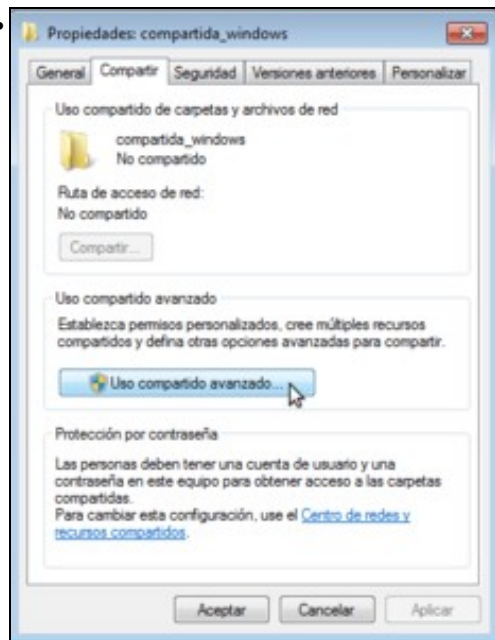 Propiedades: compartida_windows
General Compartir Seguridad Versiones anteriores Personalizar
Uso compartido de carpetas y archivos de red
compartida_windows
No compartido
Ruta de acceso de red:
No compartido
Compartir...
Uso compartido avanzado
Establezca permisos personalizados, cree múltiples recursos
compartidos y defina otras opciones avanzadas para compartir.
Uso compartido avanzado...
Protección por contraseña
Las personas deben tener una cuenta de usuario y una
contraseña en este equipo para obtener acceso a las carpetas
compartidas.
Para cambiar esta configuración, use el Centro de redes y
recursos compartidos.
Aceptar Cancelar Aplicar